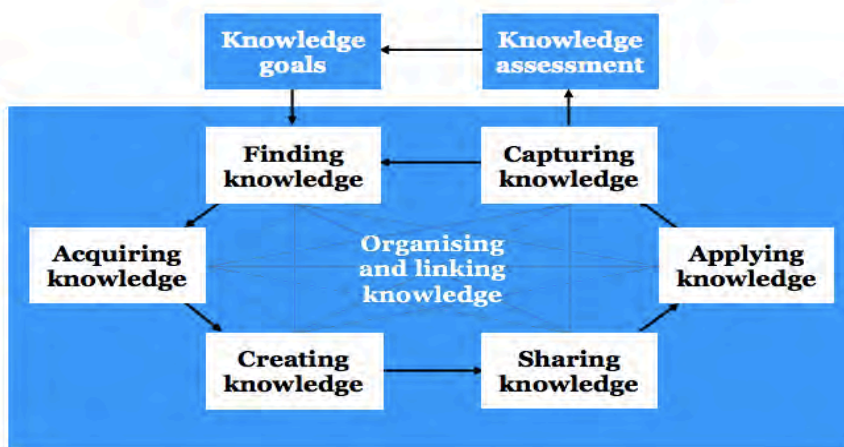 Knowledge
goals
Knowledge
assessment
Finding
knowledge
Capturing
knowledge
Acquiring
knowledge
Organising
and linking
knowledge
Applying
knowledge
Creating
knowledge
Sharing
knowledge